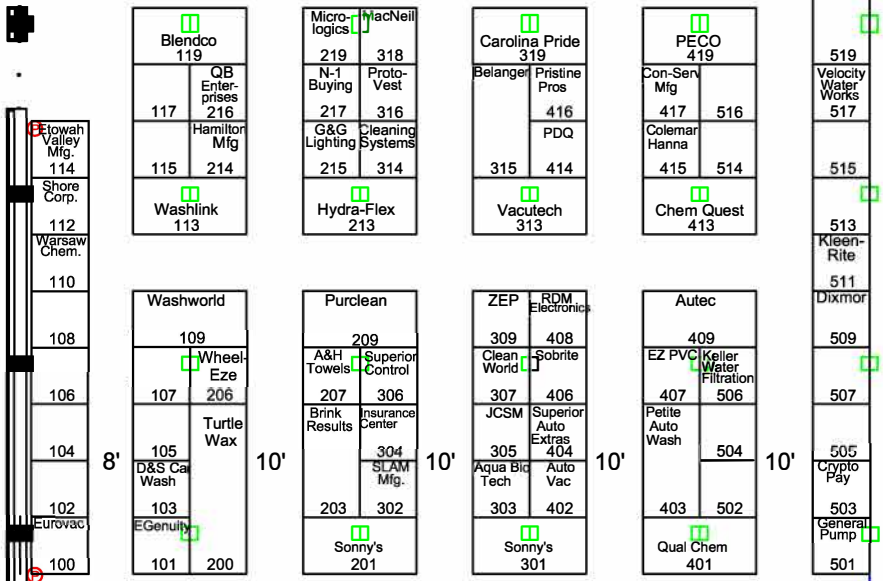 Blendco
119
117
QB
Enter-
prises
216
115
Hamilton
Mfg
214
Washlink
113
Micro-
logics
219
MacNeil
318
N-1
Buying
217
Proto-
Vest
316
G&G
Lighting
215
Cleaning
Systems
314
Hydra-Flex
213
Carolina Pride
319
Belanger
315
Pristine
Pros
416
PDQ
414
Vacutech
313
PECO
419
Con-Serv
Mfg
417
516
Coleman
Hanna
415
514
Chem Quest
413
519
Velocity
Water
Works
517
515
513
Kleen-
Rite
511
Dixmor
509
507
505
Crypto
Pay
503
General
Pump
501
Etowah
Valley
Mfg.
114
Shore
Corp.
112
Warsaw
Chem.
110
108
106
104
102
Eurovac
100
8'
Washworld
109
107
Wheel-
Eze
206
105
Turtle
Wax
200
D&S Car
Wash
103
EGenuity
101
10'
Purclean
209
A&H
Towels
207
Superior
Control
306
Brink
Results
203
Insurance
Center
304
SLAM
Mfg.
302
Sonny's
201
10'
ZEP
309
RDM
Electronics
408
Clean
World
307
Sobrite
406
JCSM
305
Superior
Auto
Extras
404
Aqua Bio
Tech
303
Auto
Vac
402
Sonny's
301
10'
Autec
409
EZ PVC
407
Keller
Water
Filtration
506
Petite
Auto
Wash
403
504
502
Qual Chem
401
10'